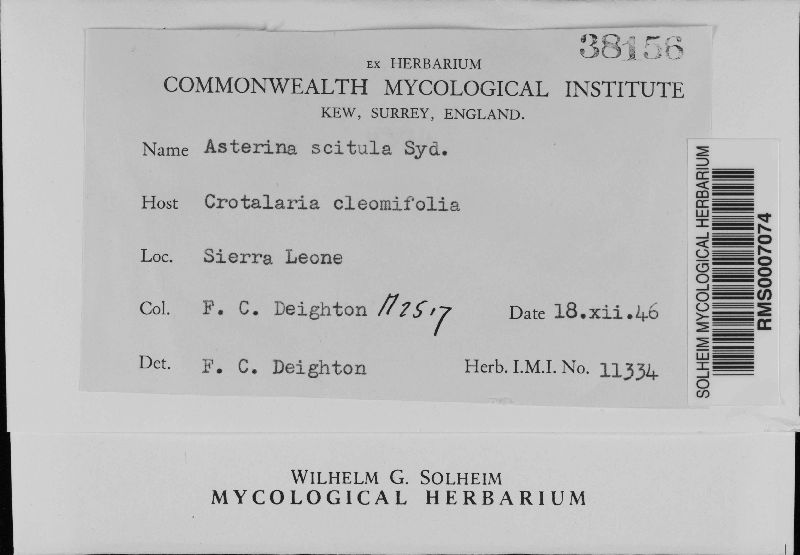 38156
EX HERBARIUM
COMMONWEALTH MYCOLOGICAL INSTITUTE
KEW, SURREY, ENGLAND.
Name Asterina scitula Syd.
Host Crotalaria cleomifolia
Loc. Sierra Leone
Col. F. C. Deighton M2517 Date 18.xii.46
Det. F. C. Deighton Herb. I.M.I. No. 11334
SOLHEIM MYCOLOGICAL HERBARIUM
RMS0007074
WILHELM G. SOLHEIM
MYCOLOGICAL HERBARIUM